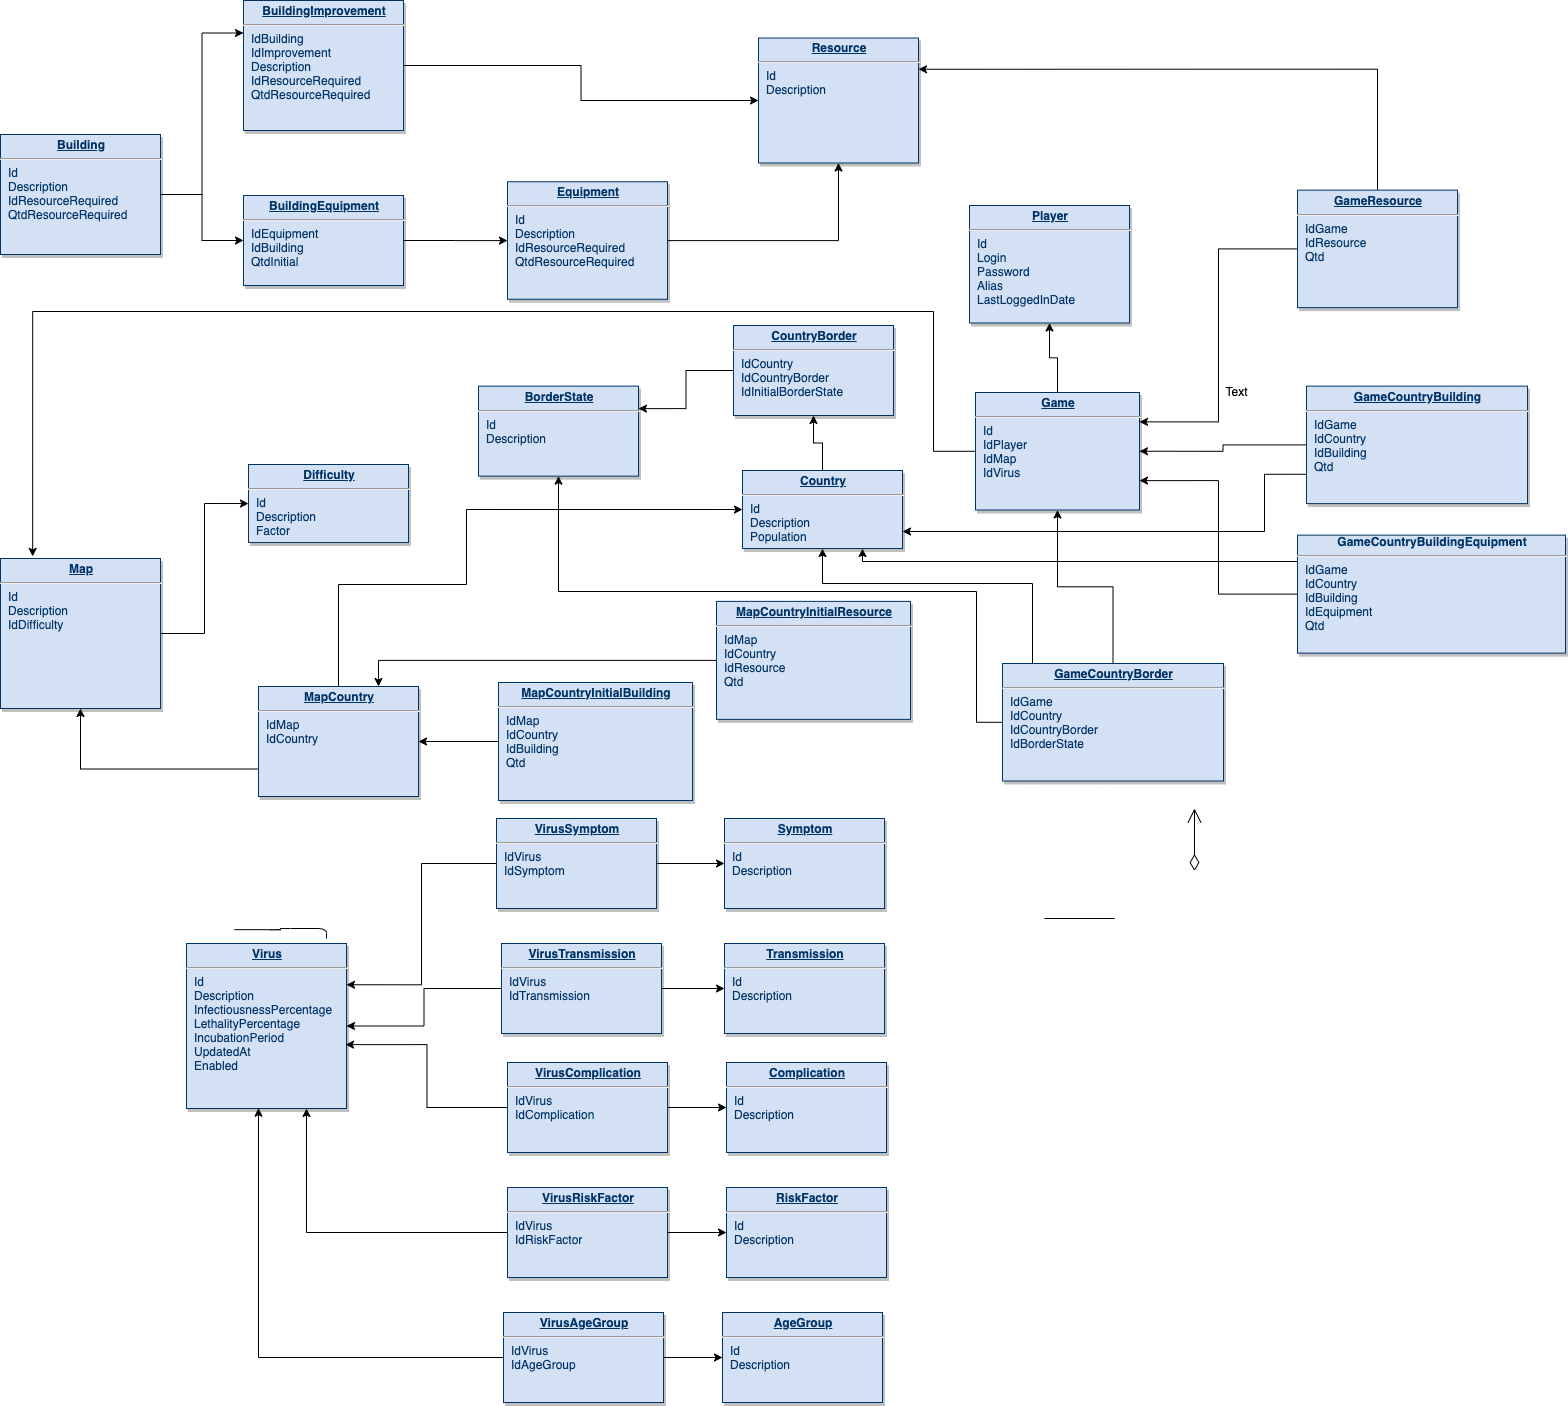 BuildingImprovement
IdBuilding
IdImprovement
Description
IdResourceRequired
QtdResourceRequired
Resource
Id
Description
Building
Id
Description
IdResourceRequired
QtdResourceRequired
BuildingEquipment
IdEquipment
IdBuilding
QtdInitial
Equipment
Id
Description
IdResourceRequired
QtdResourceRequired
Player
Id
Login
Password
Alias
LastLoggedInDate
GameResource
IdGame
IdResource
Qtd
CountryBorder
IdCountry
IdCountryBorder
IdInitialBorderState
BorderState
Id
Description
Game
Id
IdPlayer
IdMap
IdVirus
Text
GameCountryBuilding
IdGame
IdCountry
IdBuilding
Qtd
Difficulty
Id
Description
Factor
Country
Id
Description
Population
GameCountryBuildingEquipment
IdGame
IdCountry
IdBuilding
IdEquipment
Qtd
Map
Id
Description
IdDifficulty
MapCountryInitialResource
IdMap
IdCountry
IdResource
Qtd
GameCountryBorder
IdGame
IdCountry
IdCountryBorder
IdBorderState
MapCountry
IdMap
IdCountry
MapCountryInitialBuilding
IdMap
IdCountry
IdBuilding
Qtd
VirusSymptom
IdVirus
IdSymptom
Symptom
Id
Description
Virus
Id
Description
InfectiousnessPercentage
LethalityPercentage
IncubationPeriod
UpdatedAt
Enabled
VirusTransmission
IdVirus
IdTransmission
Transmission
Id
Description
VirusComplication
IdVirus
IdComplication
Complication
Id
Description
VirusRiskFactor
IdVirus
IdRiskFactor
RiskFactor
Id
Description
VirusAgeGroup
IdVirus
IdAgeGroup
AgeGroup
Id
Description